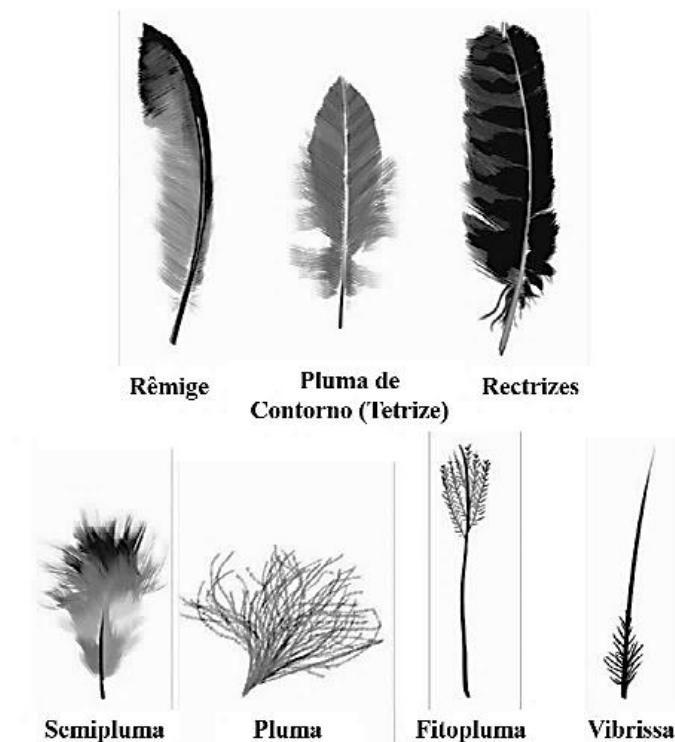 Rêmige
Pluma de
Contorno (Tetrize)
Rectrizes
Semipluma
Pluma
Fitopluma
Vibrissa